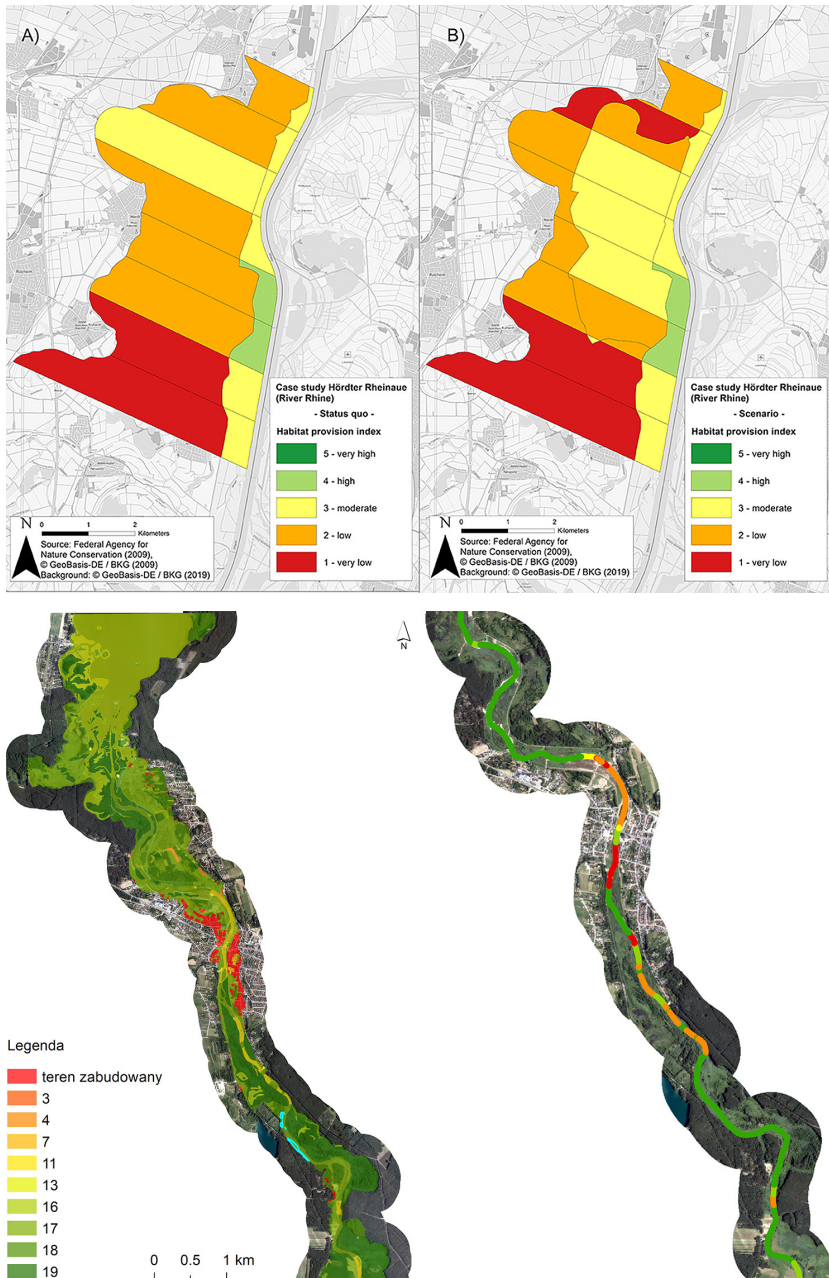 A)
Case study Hördter Rheinaue
(River Rhine)
- Status quo -
Habitat provision index
5 - very high
4 - high
3 - moderate
2 - low
1 - very low
N
0 1 2
Kilometers
Source: Federal Agency for
Nature Conservation (2009),
© GeoBasis-DE / BKG (2009)
Background: © GeoBasis-DE / BKG (2019)
B)
Case study Hördter Rheinaue
(River Rhine)
- Scenario -
Habitat provision index
5 - very high
4 - high
3 - moderate
2 - low
1 - very low
N
0 1 2
Kilometers
Source: Federal Agency for
Nature Conservation (2009),
© GeoBasis-DE / BKG (2009)
Background: © GeoBasis-DE / BKG (2019)
N
Legenda
teren zabudowany
3
4
7
11
13
16
17
18
19
0 0.5 1 km